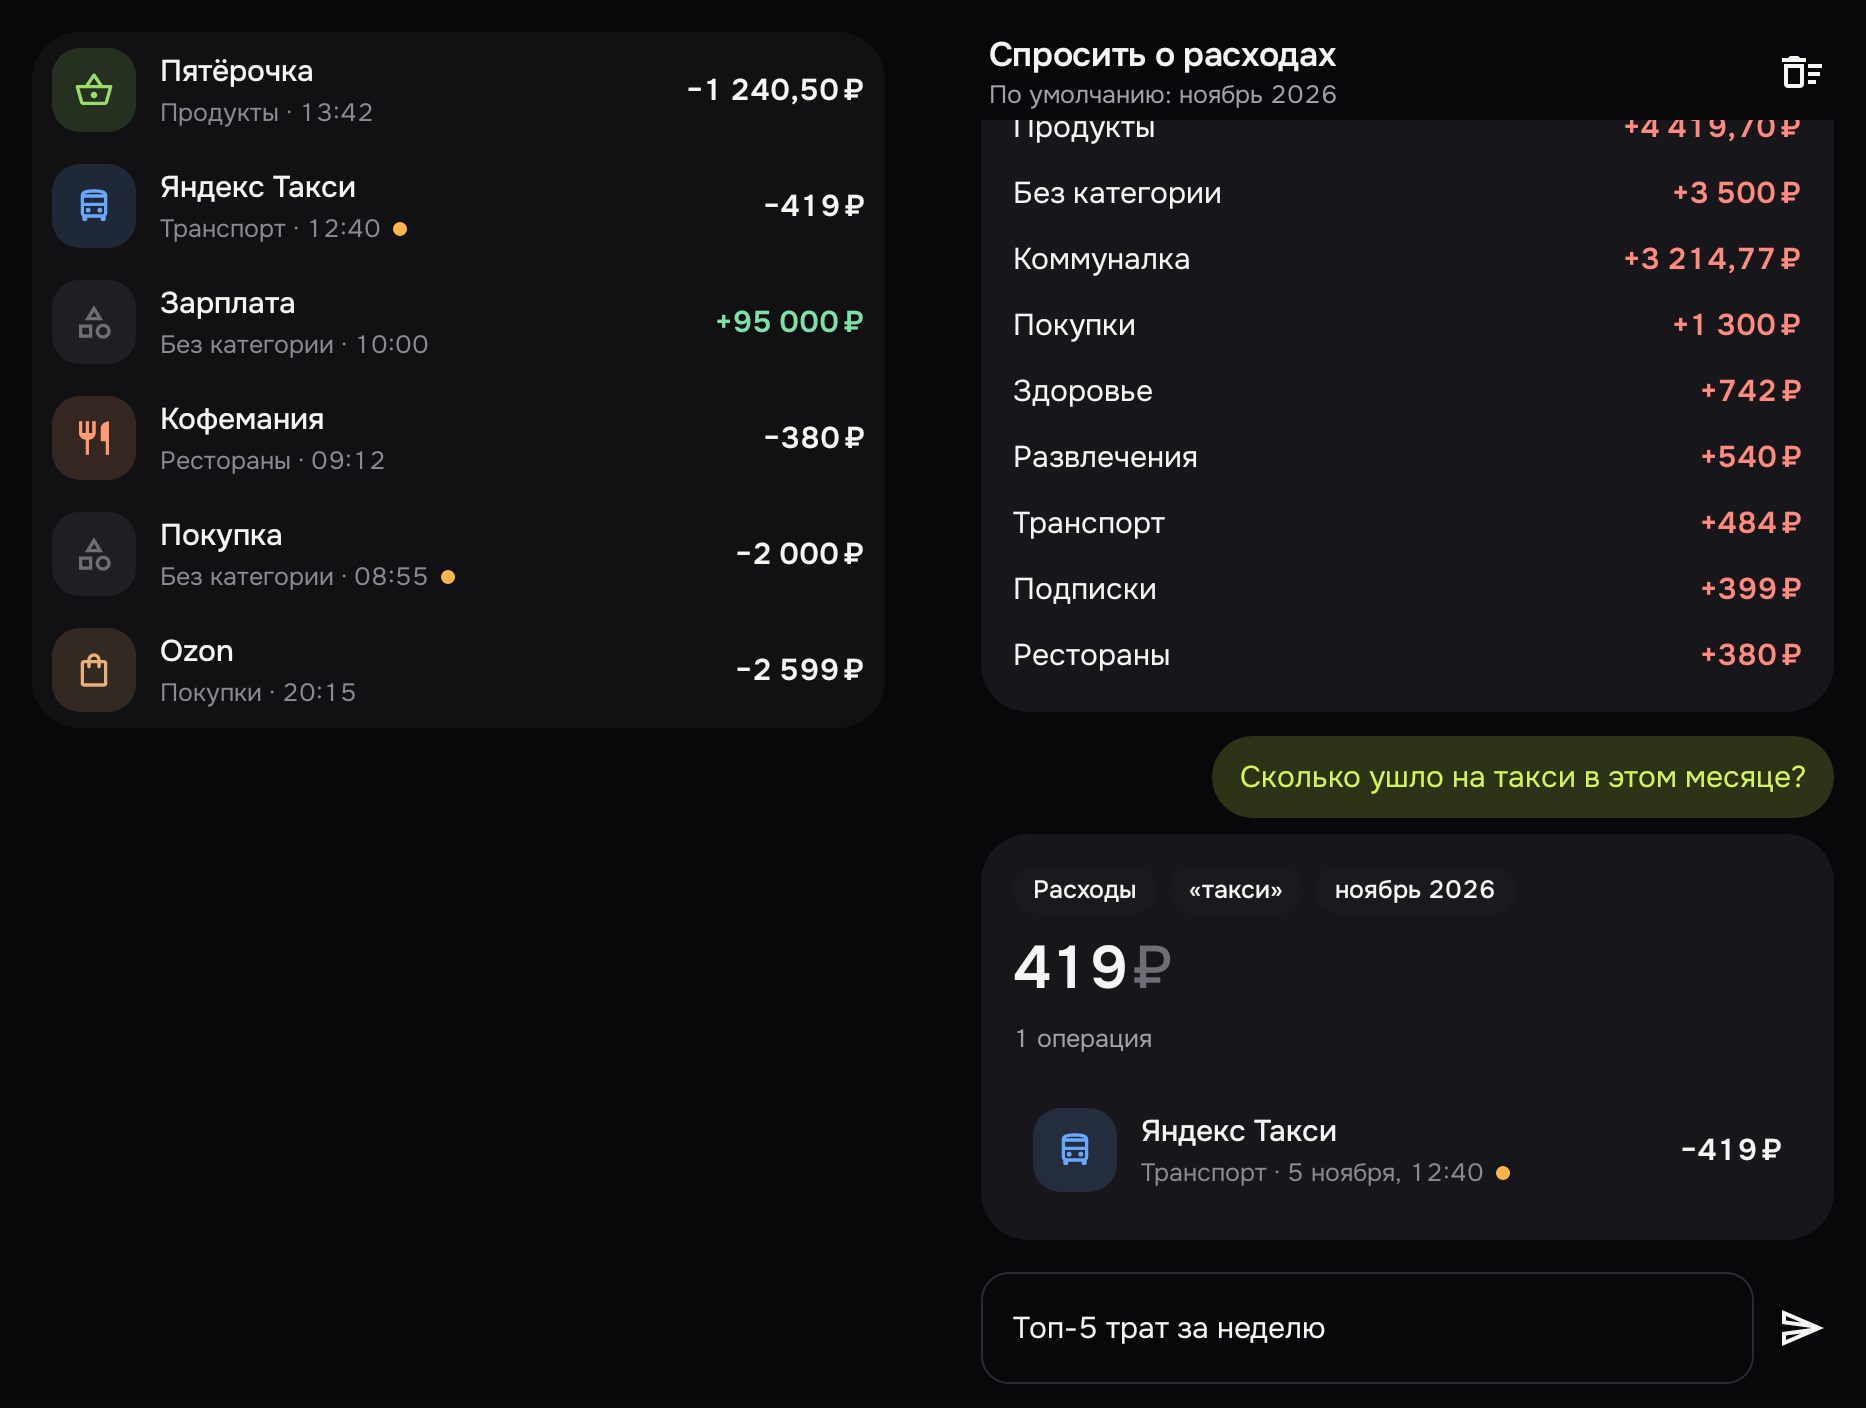 Пятёрочка
Продукты · 13:42
−1 240,50 ₽
Яндекс Такси
Транспорт · 12:40
−419 ₽
Зарплата
Без категории · 10:00
+95 000 ₽
Кофемания
Рестораны · 09:12
−380 ₽
Покупка
Без категории · 08:55
−2 000 ₽
Ozon
Покупки · 20:15
−2 599 ₽
Спросить о расходах
По умолчанию: ноябрь 2026
Продукты +4 419,70 ₽
Без категории +3 500 ₽
Коммуналка +3 214,77 ₽
Покупки +1 300 ₽
Здоровье +742 ₽
Развлечения +540 ₽
Транспорт +484 ₽
Подписки +399 ₽
Рестораны +380 ₽
Сколько ушло на такси в этом месяце?
Расходы «такси» ноябрь 2026
419 ₽
1 операция
Яндекс Такси
Транспорт · 5 ноября, 12:40
−419 ₽
Топ-5 трат за неделю